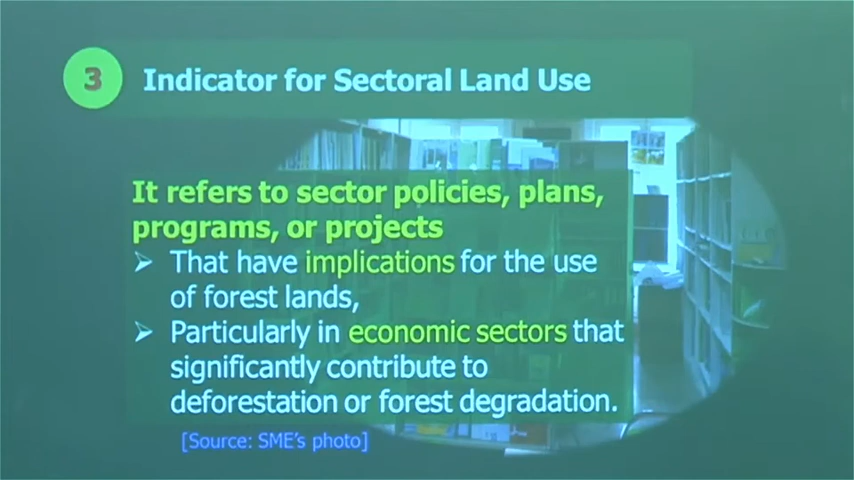 3 Indicator for Sectoral Land Use
It refers to sector policies, plans,
programs, or projects
➢ That have implications for the use
of forest lands,
➢ Particularly in economic sectors that
significantly contribute to
deforestation or forest degradation.
[Source: SME's photo]